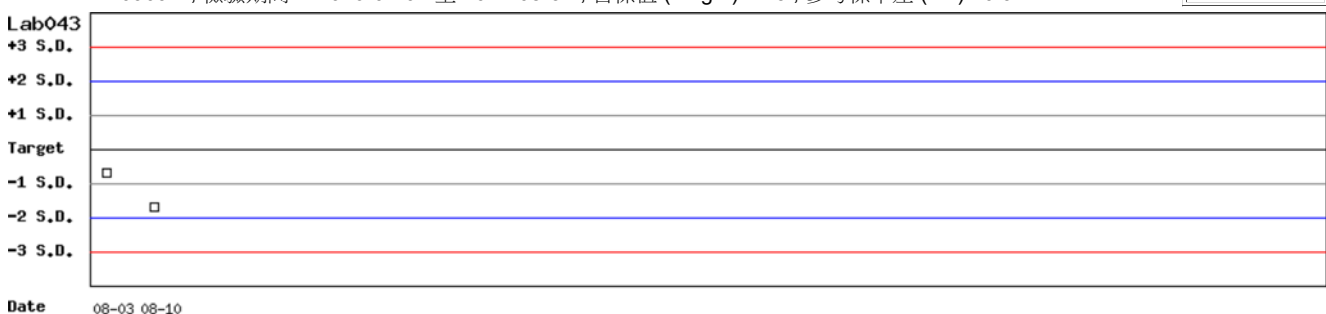 Lab043
+3 S.D.
+2 S.D.
+1 S.D.
Target
-1 S.D.
-2 S.D.
-3 S.D.
Date 08-03 08-10